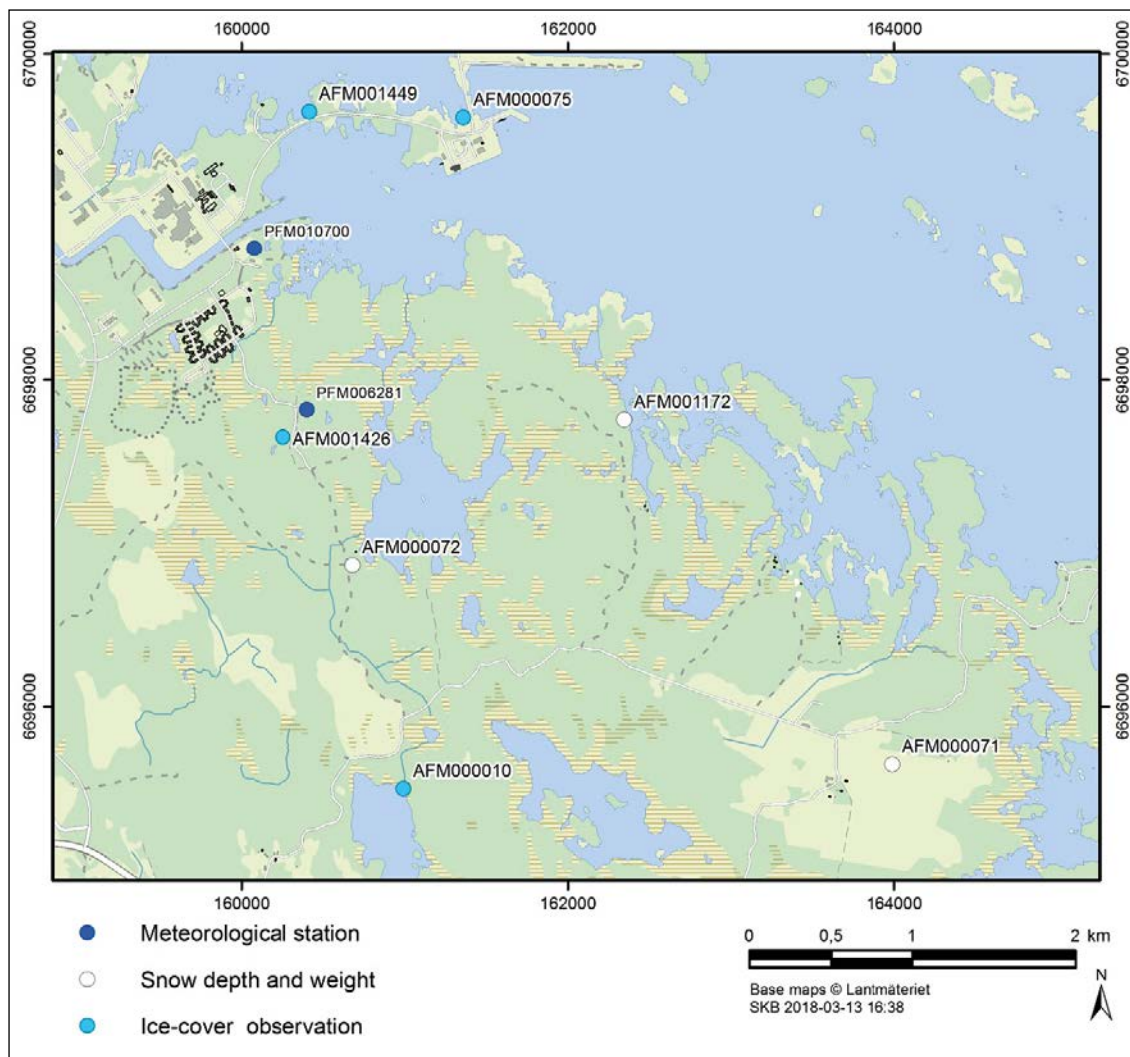 160000
162000
164000
6700000
6700000
AFM001449
AFM000075
PFM010700
6698000
6698000
PFM006281
AFM001172
AFM001426
AFM000072
6696000
6696000
AFM000071
AFM000010
160000
162000
164000
Meteorological station
Snow depth and weight
Ice-cover observation
0 0,5 1 2 km
Base maps © Lantmäteriet
SKB 2018-03-13 16:38
N